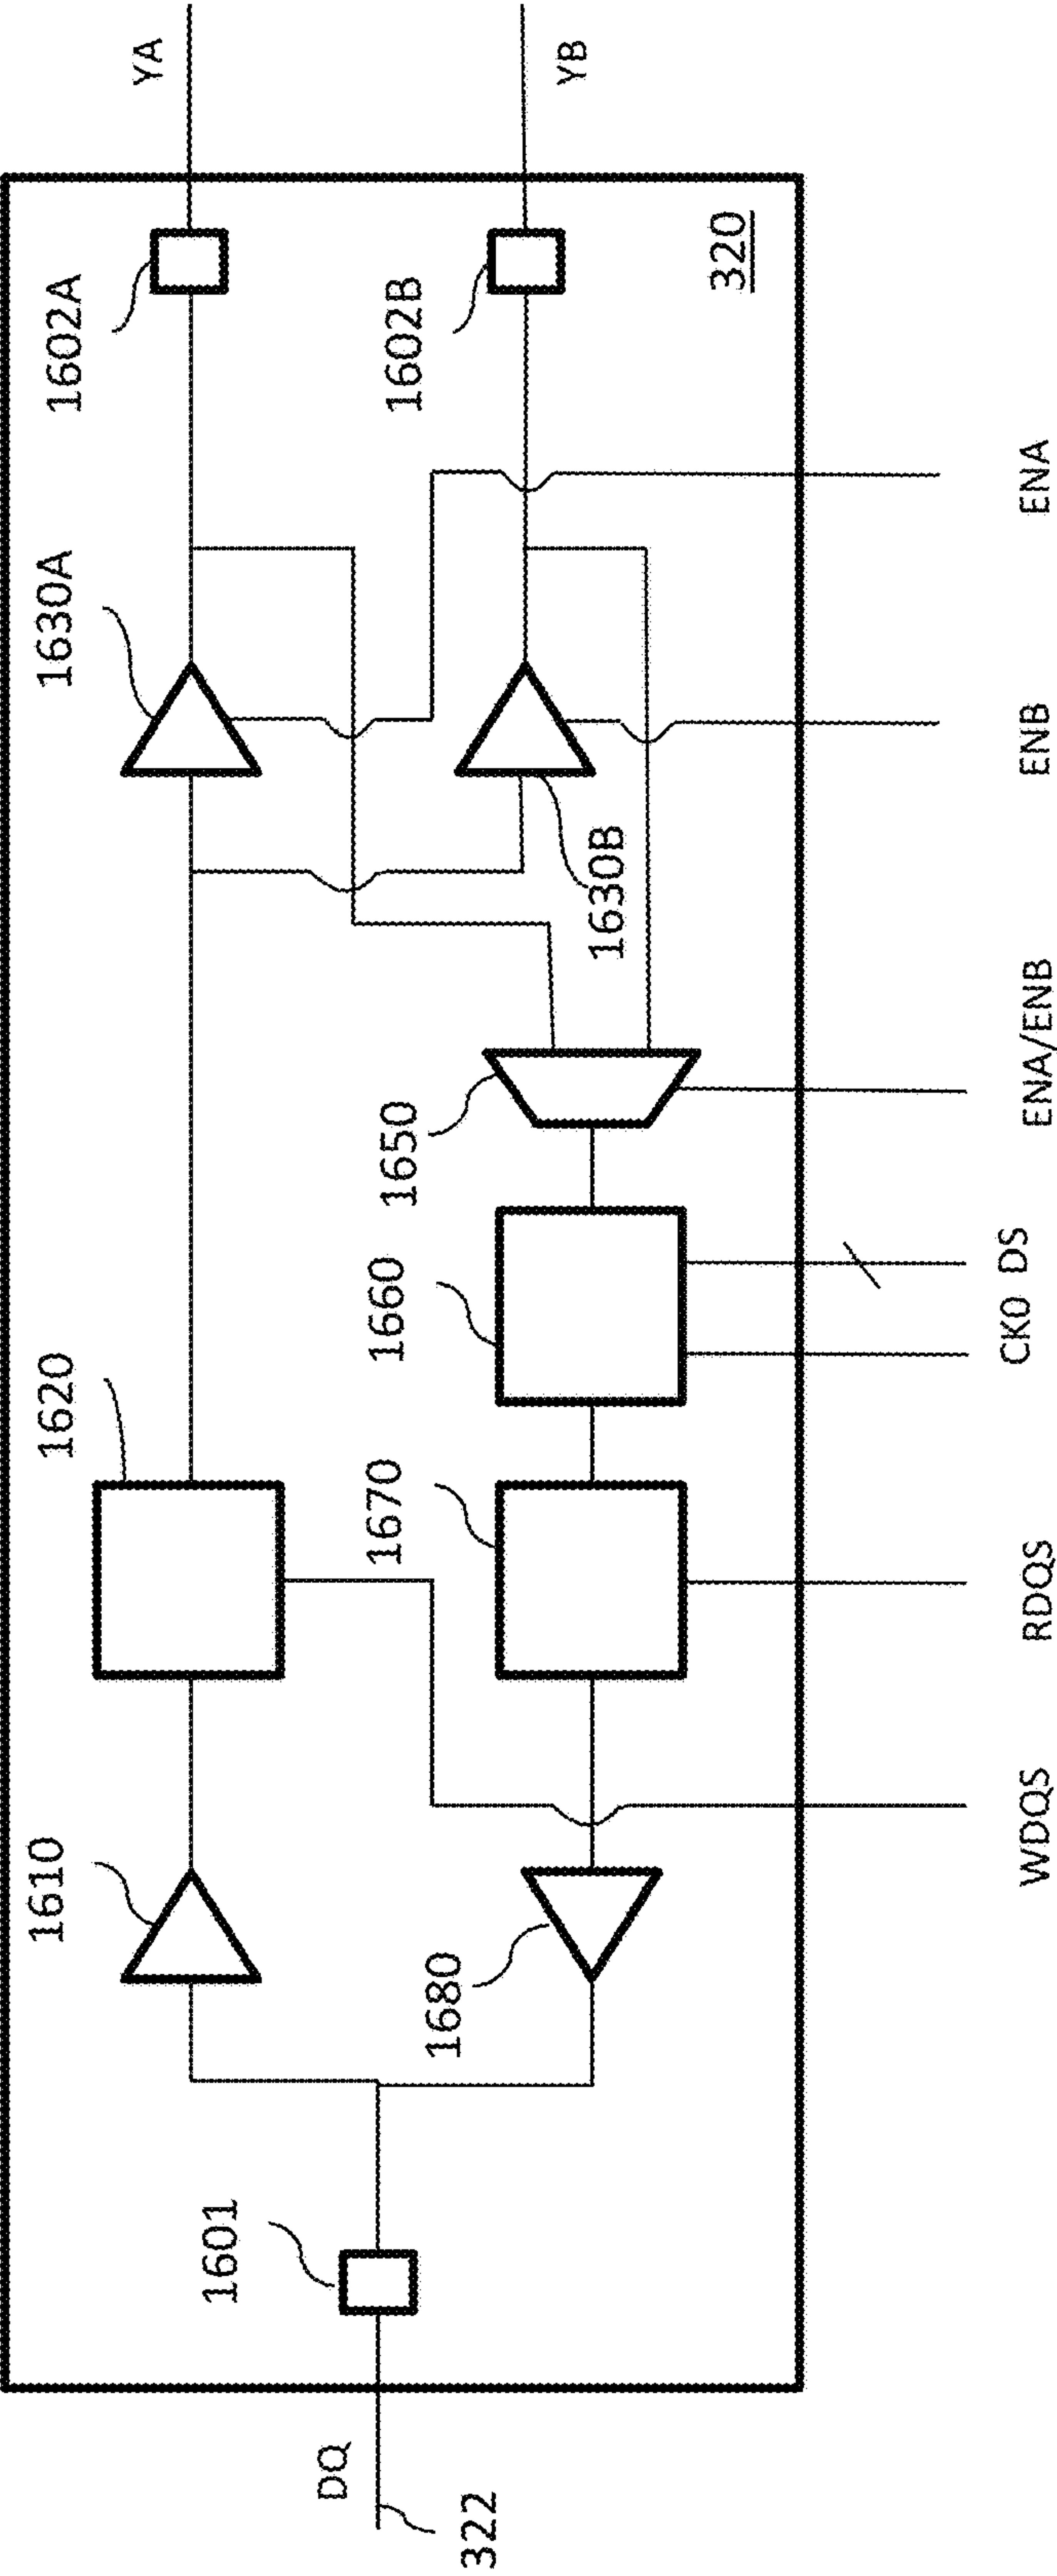 YA
1602A
1630A
1620
1610
1601
DQ
322
YB
1602B
1630B
1650
1660
1670
1680
320
WDQS
RDQS
CK0 DS
ENA/ENB
ENB
ENA